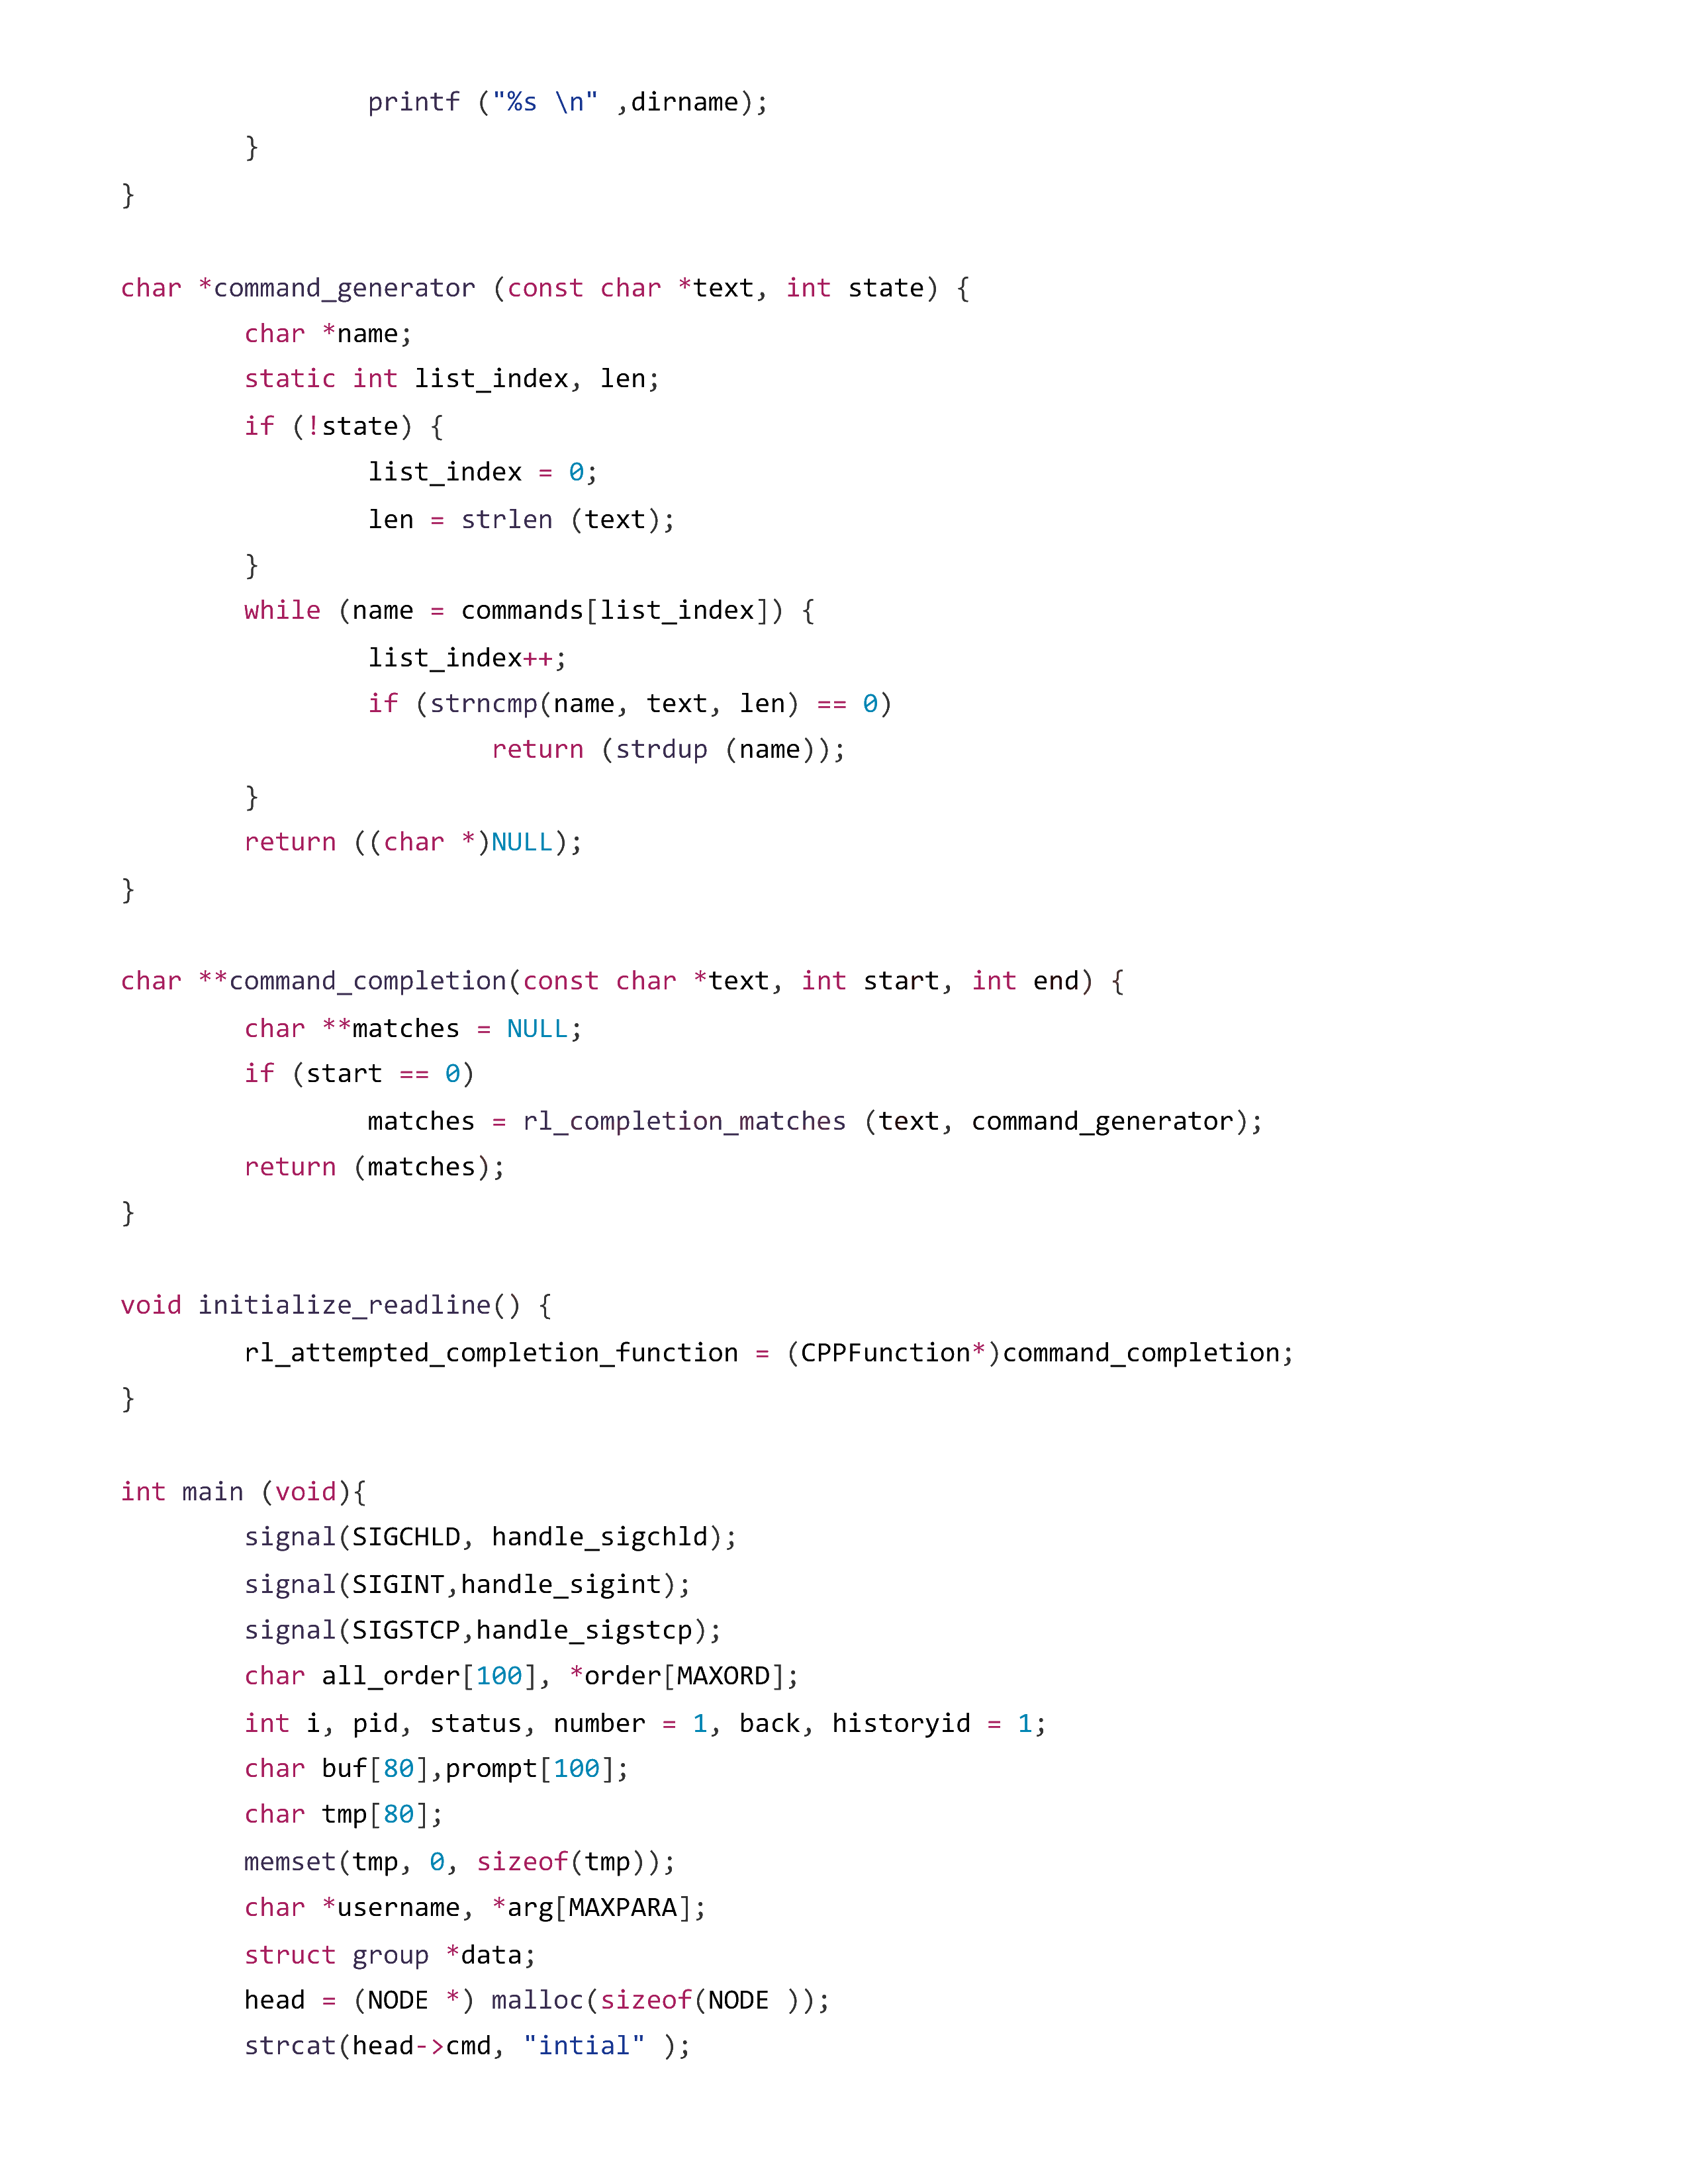 printf ("%s \n" ,dirname);
}
}
char *command_generator (const char *text, int state) {
char *name;
static int list_index, len;
if (!state) {
list_index = 0;
len = strlen (text);
}
while (name = commands[list_index]) {
list_index++;
if (strncmp(name, text, len) == 0)
return (strdup (name));
}
return ((char *)NULL);
}
char **command_completion(const char *text, int start, int end) {
char **matches = NULL;
if (start == 0)
matches = rl_completion_matches (text, command_generator);
return (matches);
}
void initialize_readline() {
rl_attempted_completion_function = (CPPFunction*)command_completion;
}
int main (void){
signal(SIGCHLD, handle_sigchld);
signal(SIGINT,handle_sigint);
signal(SIGSTCP,handle_sigstcp);
char all_order[100], *order[MAXORD];
int i, pid, status, number = 1, back, historyid = 1;
char buf[80],prompt[100];
char tmp[80];
memset(tmp, 0, sizeof(tmp));
char *username, *arg[MAXPARA];
struct group *data;
head = (NODE *) malloc(sizeof(NODE ));
strcat(head->cmd, "intial" );